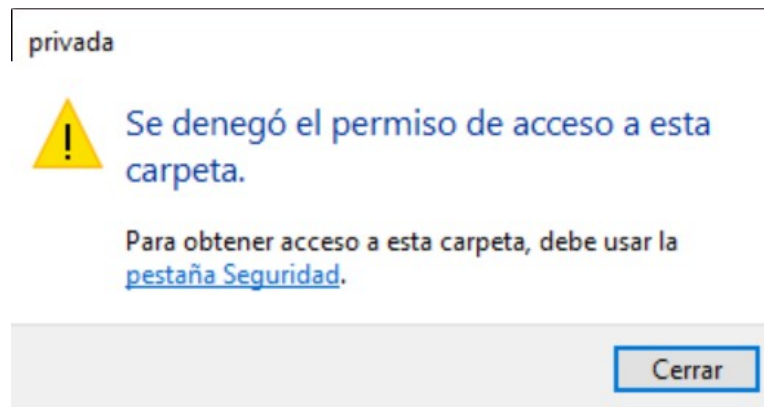 privada
Se denegó el permiso de acceso a esta
carpeta.
Para obtener acceso a esta carpeta, debe usar la
pestaña Seguridad.
Cerrar